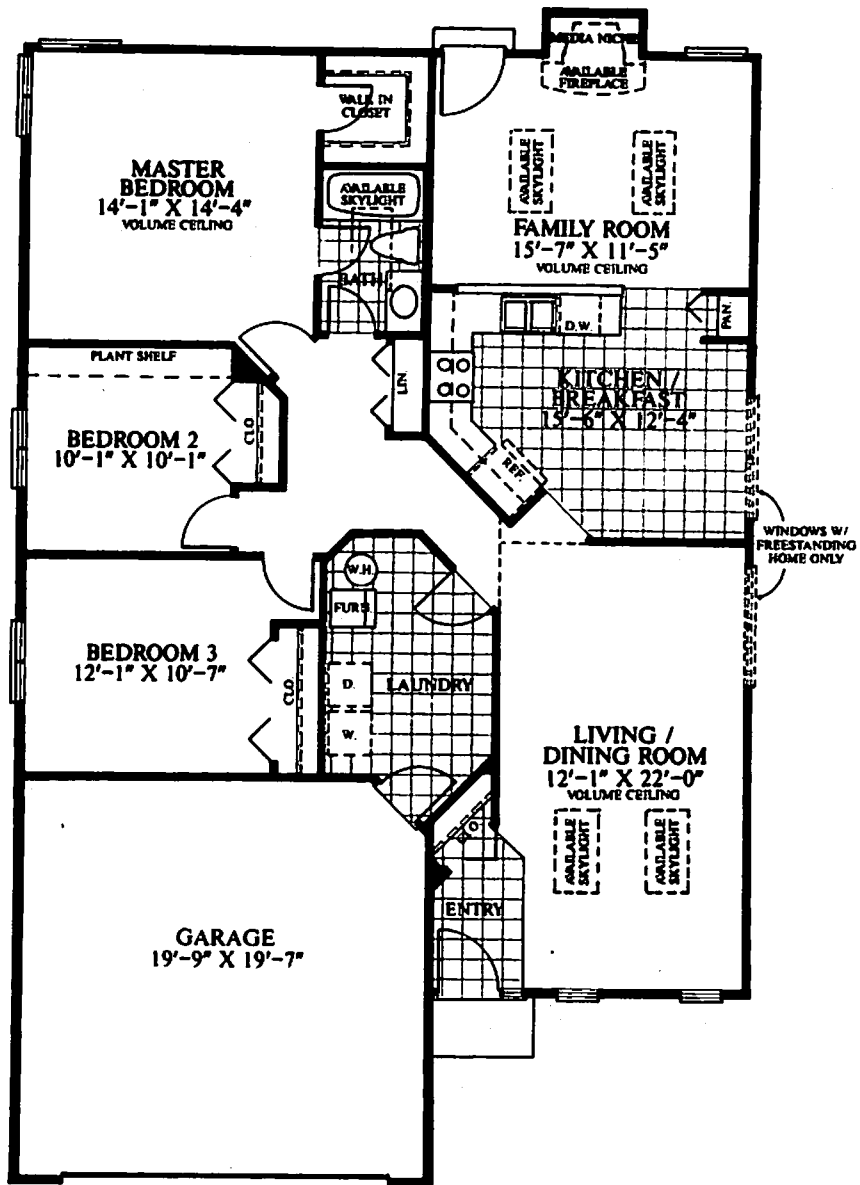 MEDIA NICHE
AVAILABLE
FIREPLACE
WALK IN
CLOSET
MASTER
BEDROOM
14'-1" X 14'-4"
VOLUME CEILING
AVAILABLE
SKYLIGHT
AVAILABLE
SKYLIGHT
AVAILABLE
SKYLIGHT
FAMILY ROOM
15'-7" X 11'-5"
VOLUME CEILING
BATH
D.W.
PAN.
PLANT SHELF
LIN.
KITCHEN /
BREAKFAST
15'-6" X 12'-4"
BEDROOM 2
10'-1" X 10'-1"
CLO
REF.
WINDOWS W/
FREESTANDING
HOME ONLY
W.H.
FURN
BEDROOM 3
12'-1" X 10'-7"
CLO.
D.
LAUNDRY
W.
LIVING /
DINING ROOM
12'-1" X 22'-0"
VOLUME CEILING
AVAILABLE
SKYLIGHT
AVAILABLE
SKYLIGHT
CLO
ENTRY
GARAGE
19'-9" X 19'-7"